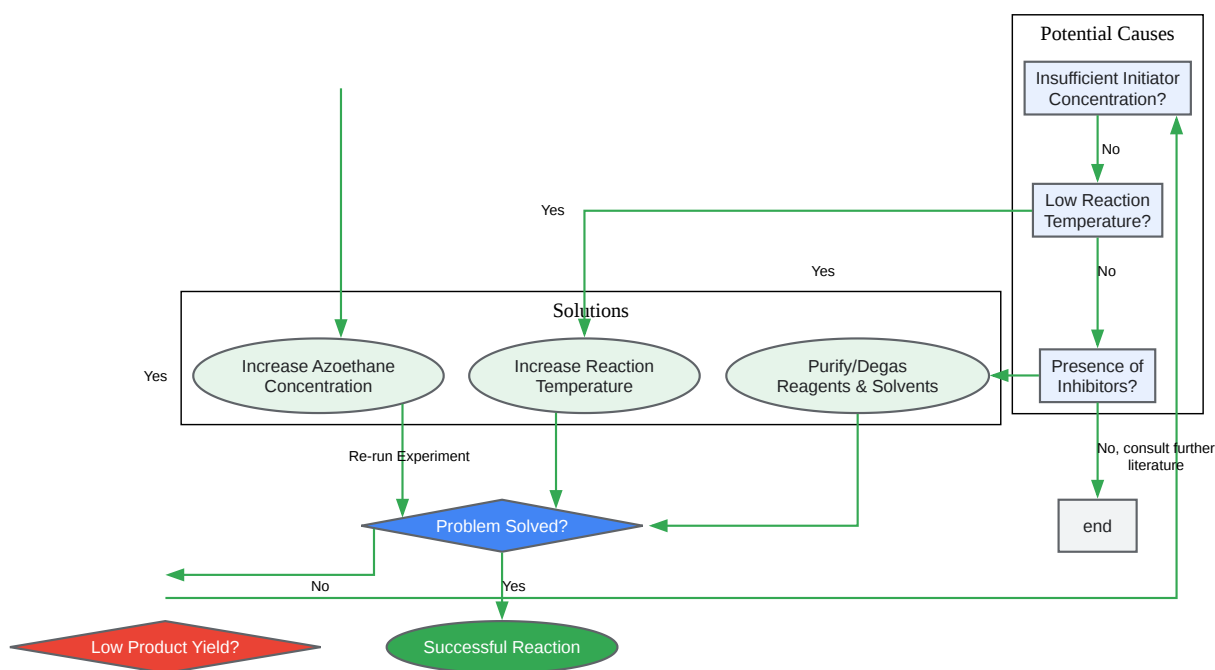 Potential Causes
Insufficient Initiator
Concentration?
No
Low Reaction
Temperature?
Yes
No
Yes
Solutions
Increase Azoethane
Concentration
Increase Reaction
Temperature
Purify/Degas
Reagents & Solvents
Presence of
Inhibitors?
Yes
Re-run Experiment
No, consult further
literature
Problem Solved?
end
No
Yes
Low Product Yield?
Successful Reaction